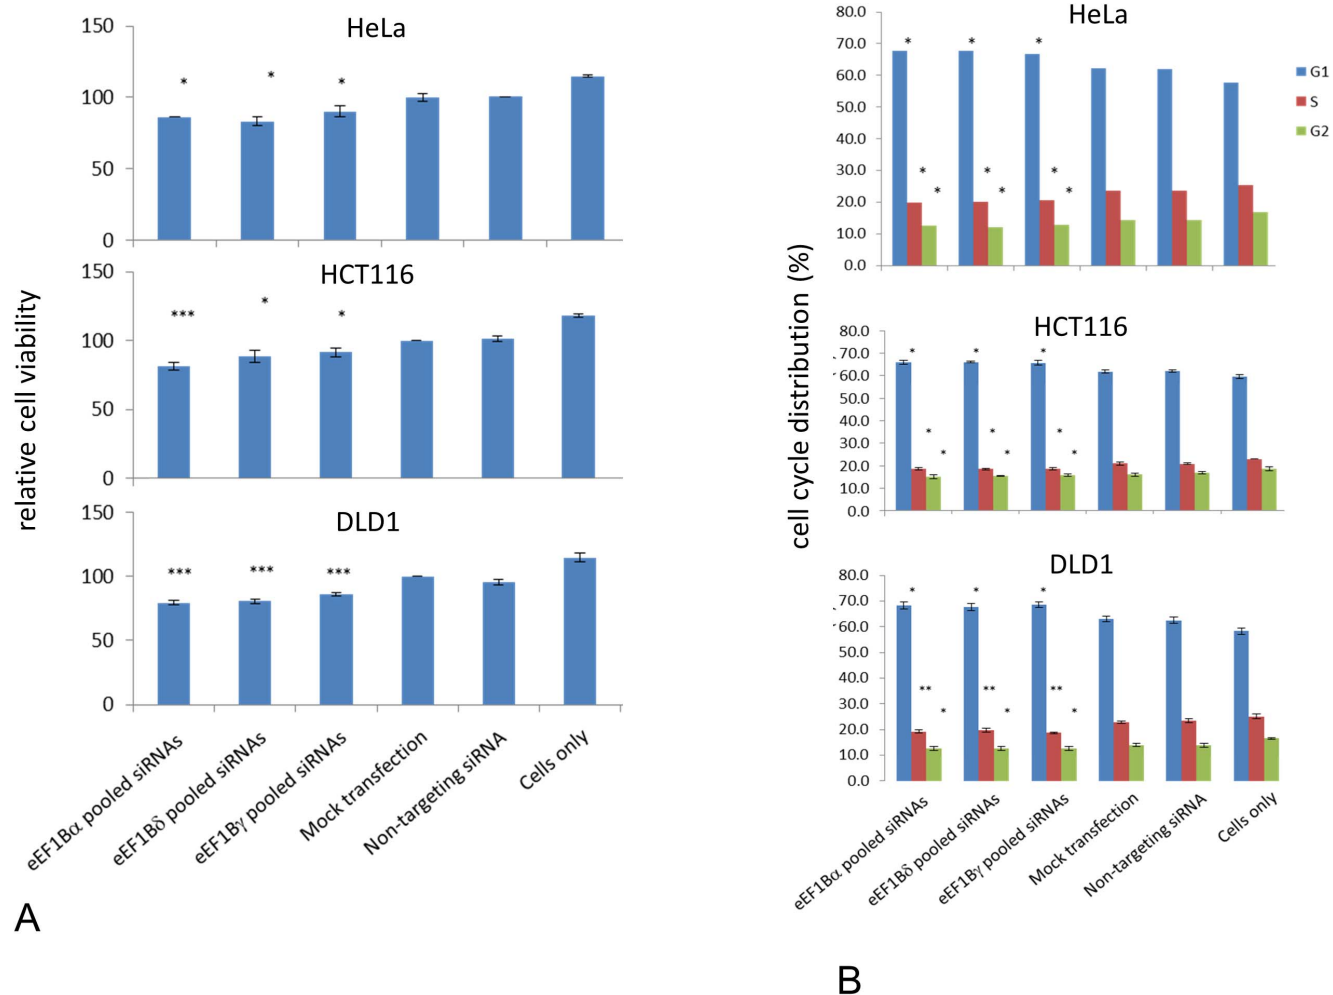 HeLa
150
100
50
0
* * *
HCT116
150
100
50
0
*** * *
DLD1
150
100
50
0
*** *** ***
relative cell viability
eEF1Bα pooled siRNAs
eEF1Bδ pooled siRNAs
eEF1Bγ pooled siRNAs
Mock transfection
Non-targeting siRNA
Cells only
A
HeLa
80.0
70.0
60.0
50.0
40.0
30.0
20.0
10.0
0.0
* * *
* * *
* * *
G1
S
G2
HCT116
80.0
70.0
60.0
50.0
40.0
30.0
20.0
10.0
0.0
* * *
* * *
* * *
DLD1
80.0
70.0
60.0
50.0
40.0
30.0
20.0
10.0
0.0
* * *
** ** **
* * *
cell cycle distribution (%)
eEF1Bα pooled siRNAs
eEF1Bδ pooled siRNAs
eEF1Bγ pooled siRNAs
Mock transfection
Non-targeting siRNA
Cells only
B